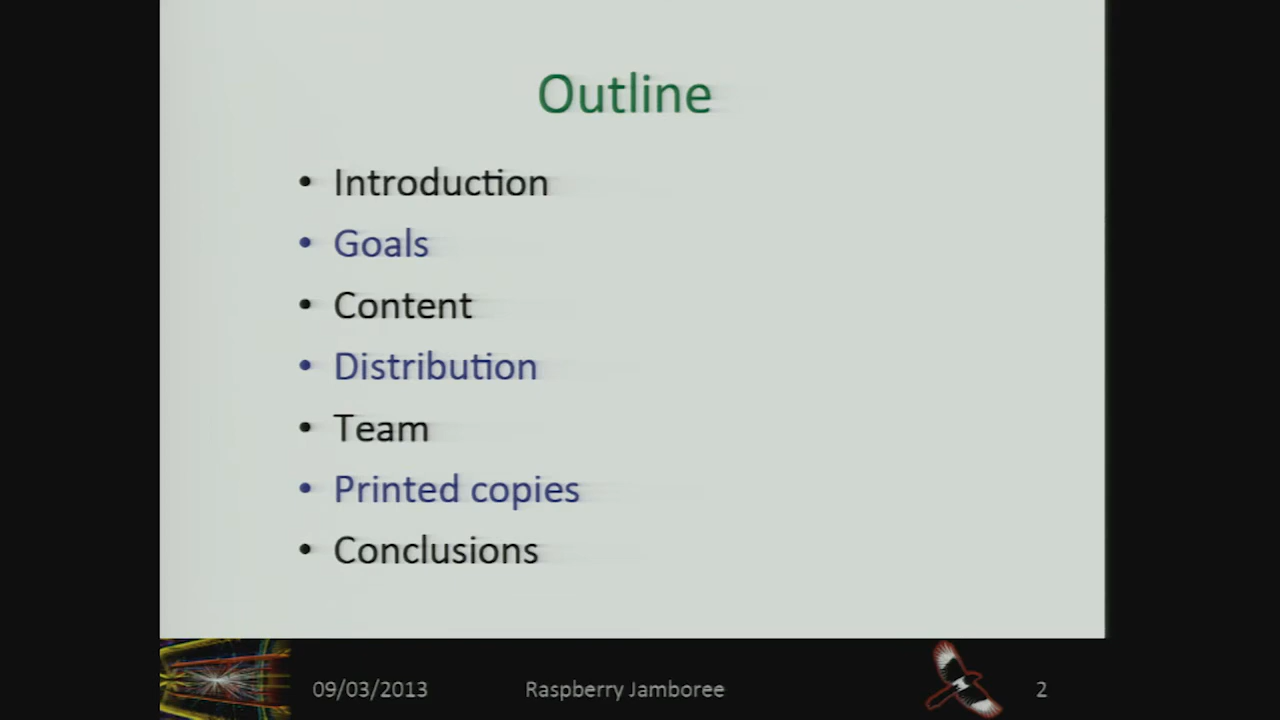 Outline
• Introduction
• Goals
• Content
• Distribution
• Team
• Printed copies
• Conclusions
09/03/2013 Raspberry Jamboree 2